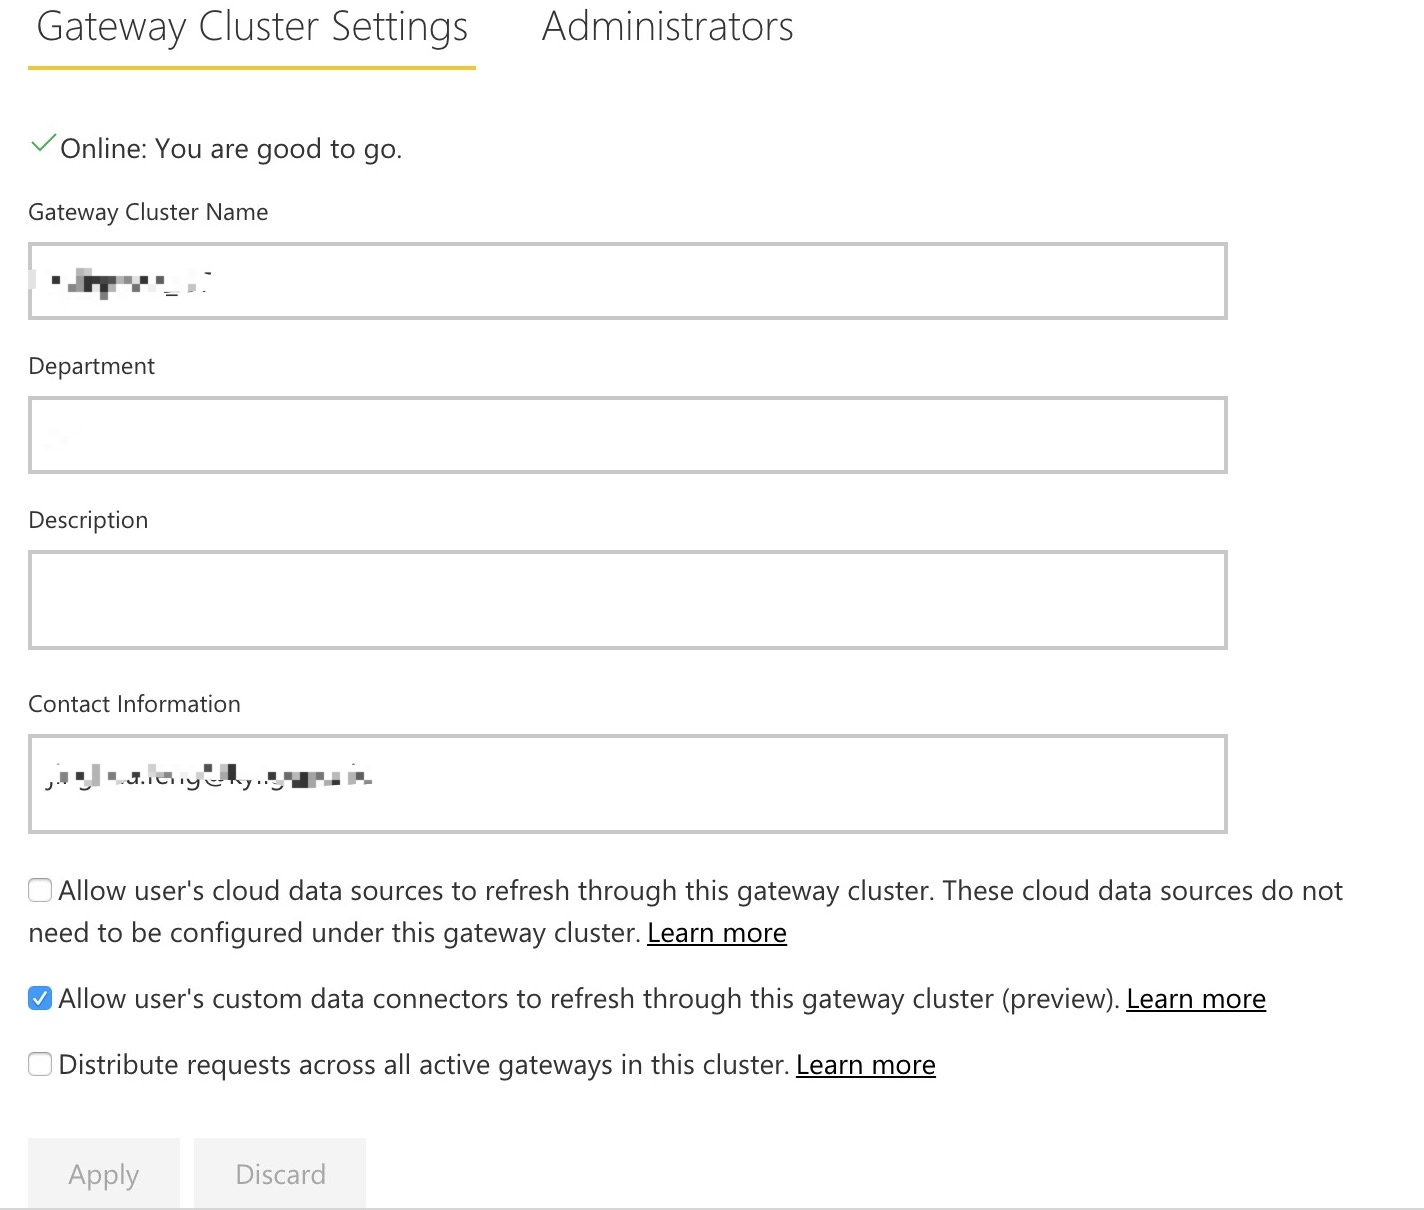 Gateway Cluster Settings Administrators
Online: You are good to go.
Gateway Cluster Name
Department
Description
Contact Information
Allow user's cloud data sources to refresh through this gateway cluster. These cloud data sources do not
need to be configured under this gateway cluster. Learn more
Allow user's custom data connectors to refresh through this gateway cluster (preview). Learn more
Distribute requests across all active gateways in this cluster. Learn more
Apply Discard